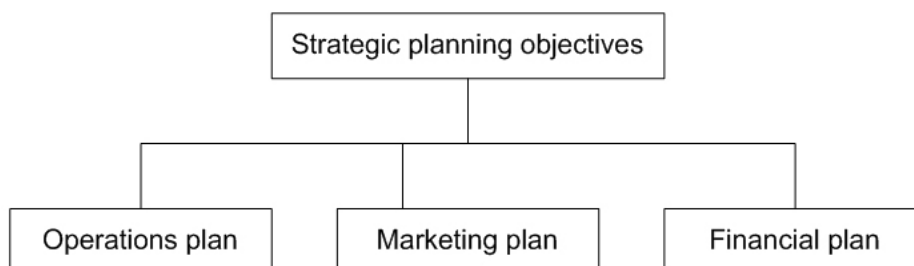 Strategic planning objectives
Operations plan
Marketing plan
Financial plan